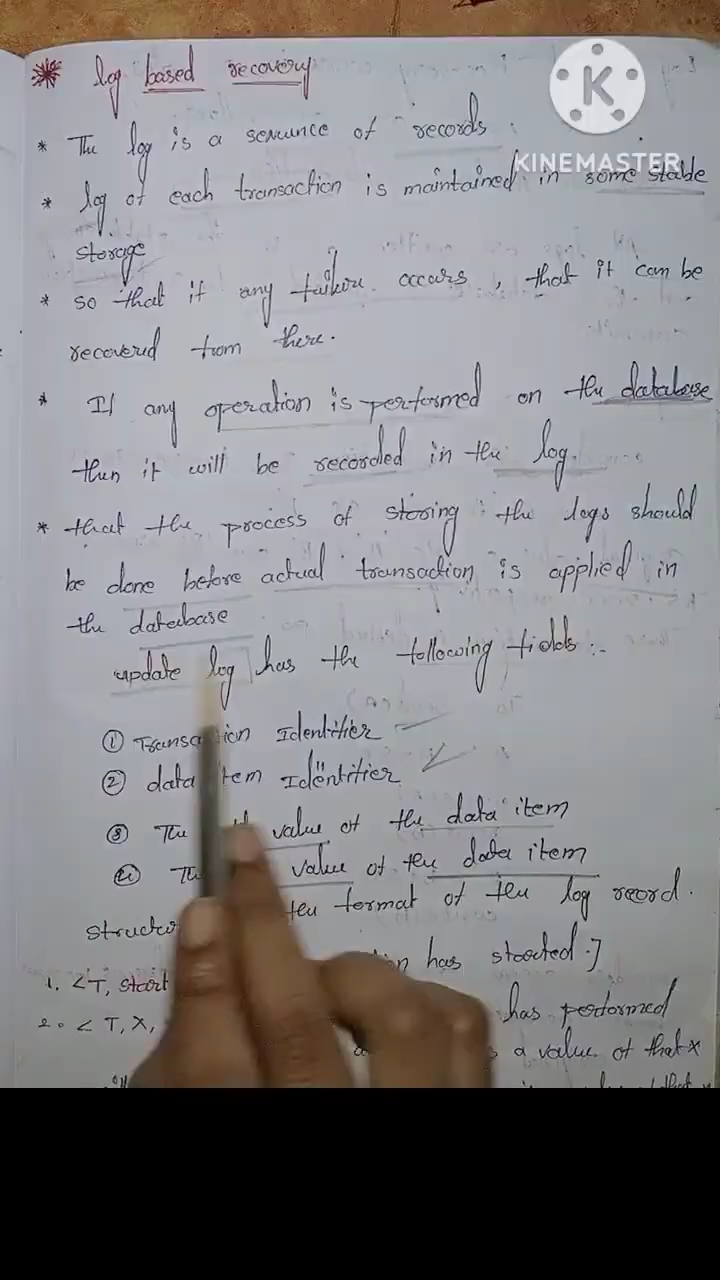 log based recovery
K
KINEMASTER
* The log is a sequence of records.
* log of each transaction is maintained in some stable
storage
* so that if any failure occurs, that it can be
recovered from there.
* If any operation is performed on the database
then it will be recorded in the log.
* that the process of storing the logs should
be done before actual transaction is applied in
the database
update log has the following fields:-
① Transaction Identifier
② data item Identifier
③ The value of the data item
④ The value of the data item
the format of the log record.
1. <T, start has started.]
2. < T, X, has performed
a value of that x